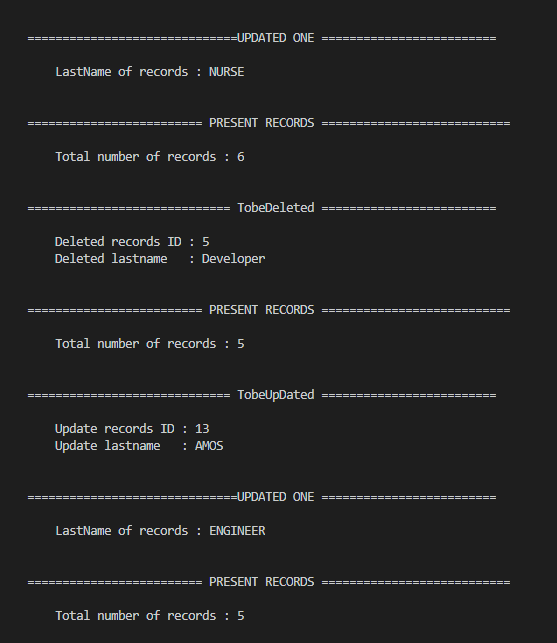 ==============================UPDATED ONE =========================
LastName of records : NURSE
========================= PRESENT RECORDS ===========================
Total number of records : 6
============================= TobeDeleted =========================
Deleted records ID : 5
Deleted lastname   : Developer
========================= PRESENT RECORDS ===========================
Total number of records : 5
============================= TobeUpDated =========================
Update records ID : 13
Update lastname   : AMOS
==============================UPDATED ONE =========================
LastName of records : ENGINEER
========================= PRESENT RECORDS ===========================
Total number of records : 5